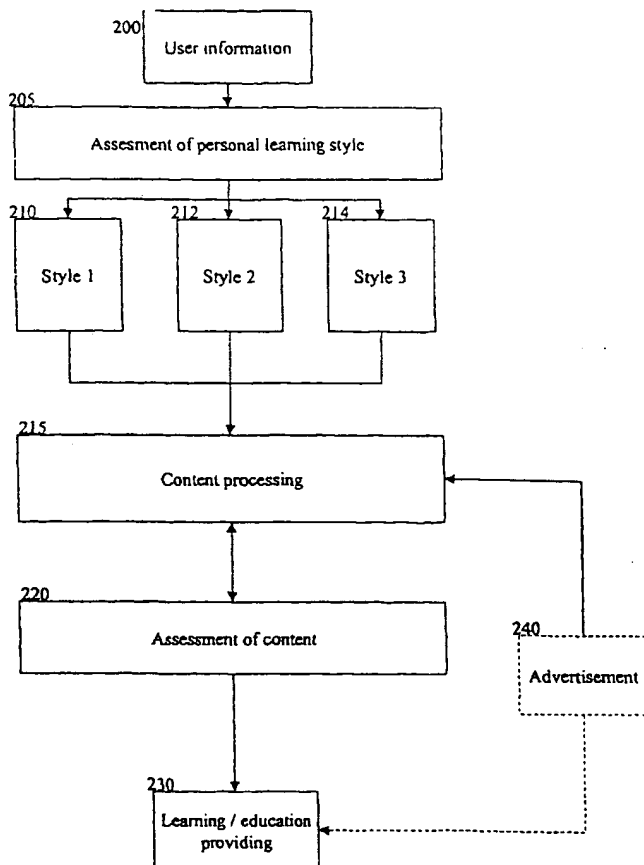 200
User information
205
Assesment of personal learning style
210
212
214
Style 1
Style 2
Style 3
215
Content processing
220
Assessment of content
240
Advertisement
230
Learning / education
providing